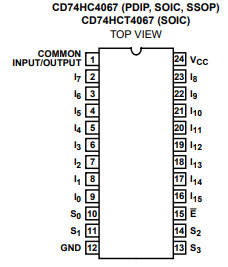 CD74HC4067 (PDIP, SOIC, SSOP)
CD74HCT4067 (SOIC)
TOP VIEW
COMMON
INPUT/OUTPUT 1 24 VCC
I7 2 23 I8
I6 3 22 I9
I5 4 21 I10
I4 5 20 I11
I3 6 19 I12
I2 7 18 I13
I1 8 17 I14
I0 9 16 I15
S0 10 15 E̅
S1 11 14 S2
GND 12 13 S3